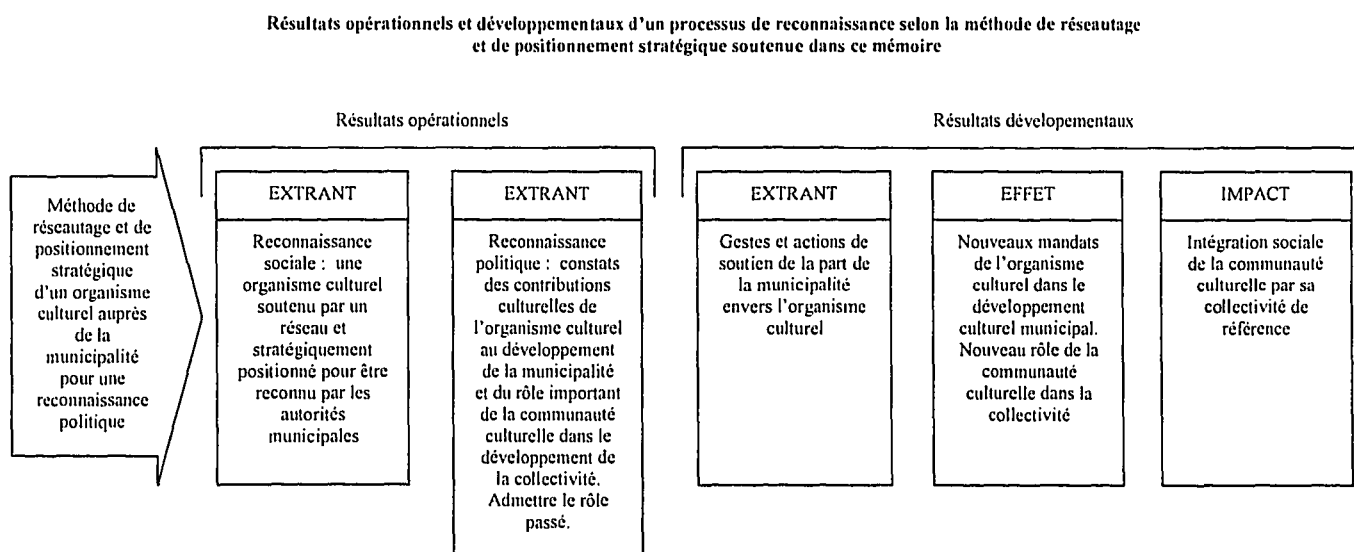 Résultats opérationnels et développementaux d'un processus de reconnaissance selon la méthode de réseautage
et de positionnement stratégique soutenue dans ce mémoire
Résultats opérationnels
Résultats dévelopementaux
Méthode de
réseautage et de
positionnement
stratégique
d'un organisme
culturel auprès
de la
municipalité
pour une
reconnaissance
politique
EXTRANT
Reconnaissance
sociale : une
organisme culturel
soutenu par un
réseau et
stratégiquement
positionné pour être
reconnu par les
autorités
municipales
EXTRANT
Reconnaissance
politique : constats
des contributions
culturelles de
l'organisme culturel
au développement
de la municipalité
et du rôle important
de la communauté
culturelle dans le
développement de
la collectivité.
Admettre le rôle
passé.
EXTRANT
Gestes et actions de
soutien de la part de
la municipalité
envers l'organisme
culturel
EFFET
Nouveaux mandats
de l'organisme
culturel dans le
développement
culturel municipal.
Nouveau rôle de la
communauté
culturelle dans la
collectivité
IMPACT
Intégration sociale
de la communauté
culturelle par sa
collectivité de
référence